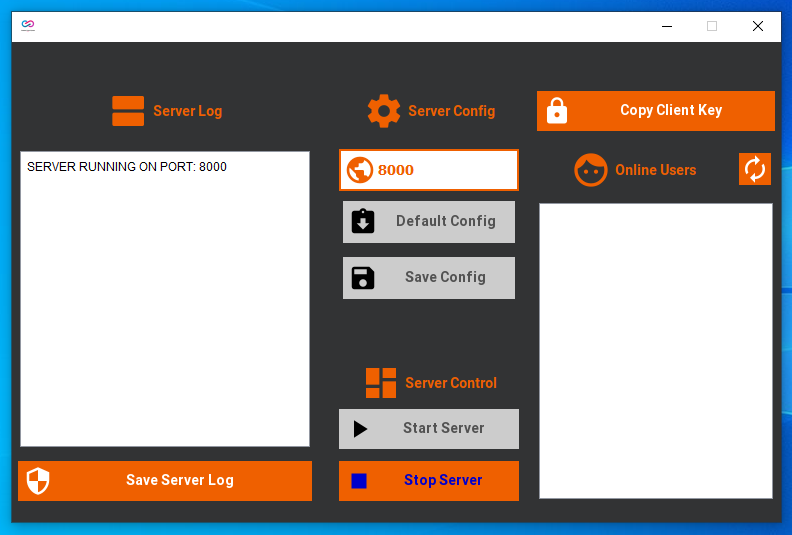 Server Log
SERVER RUNNING ON PORT: 8000
Save Server Log
Server Config
8000
Default Config
Save Config
Server Control
Start Server
Stop Server
Copy Client Key
Online Users